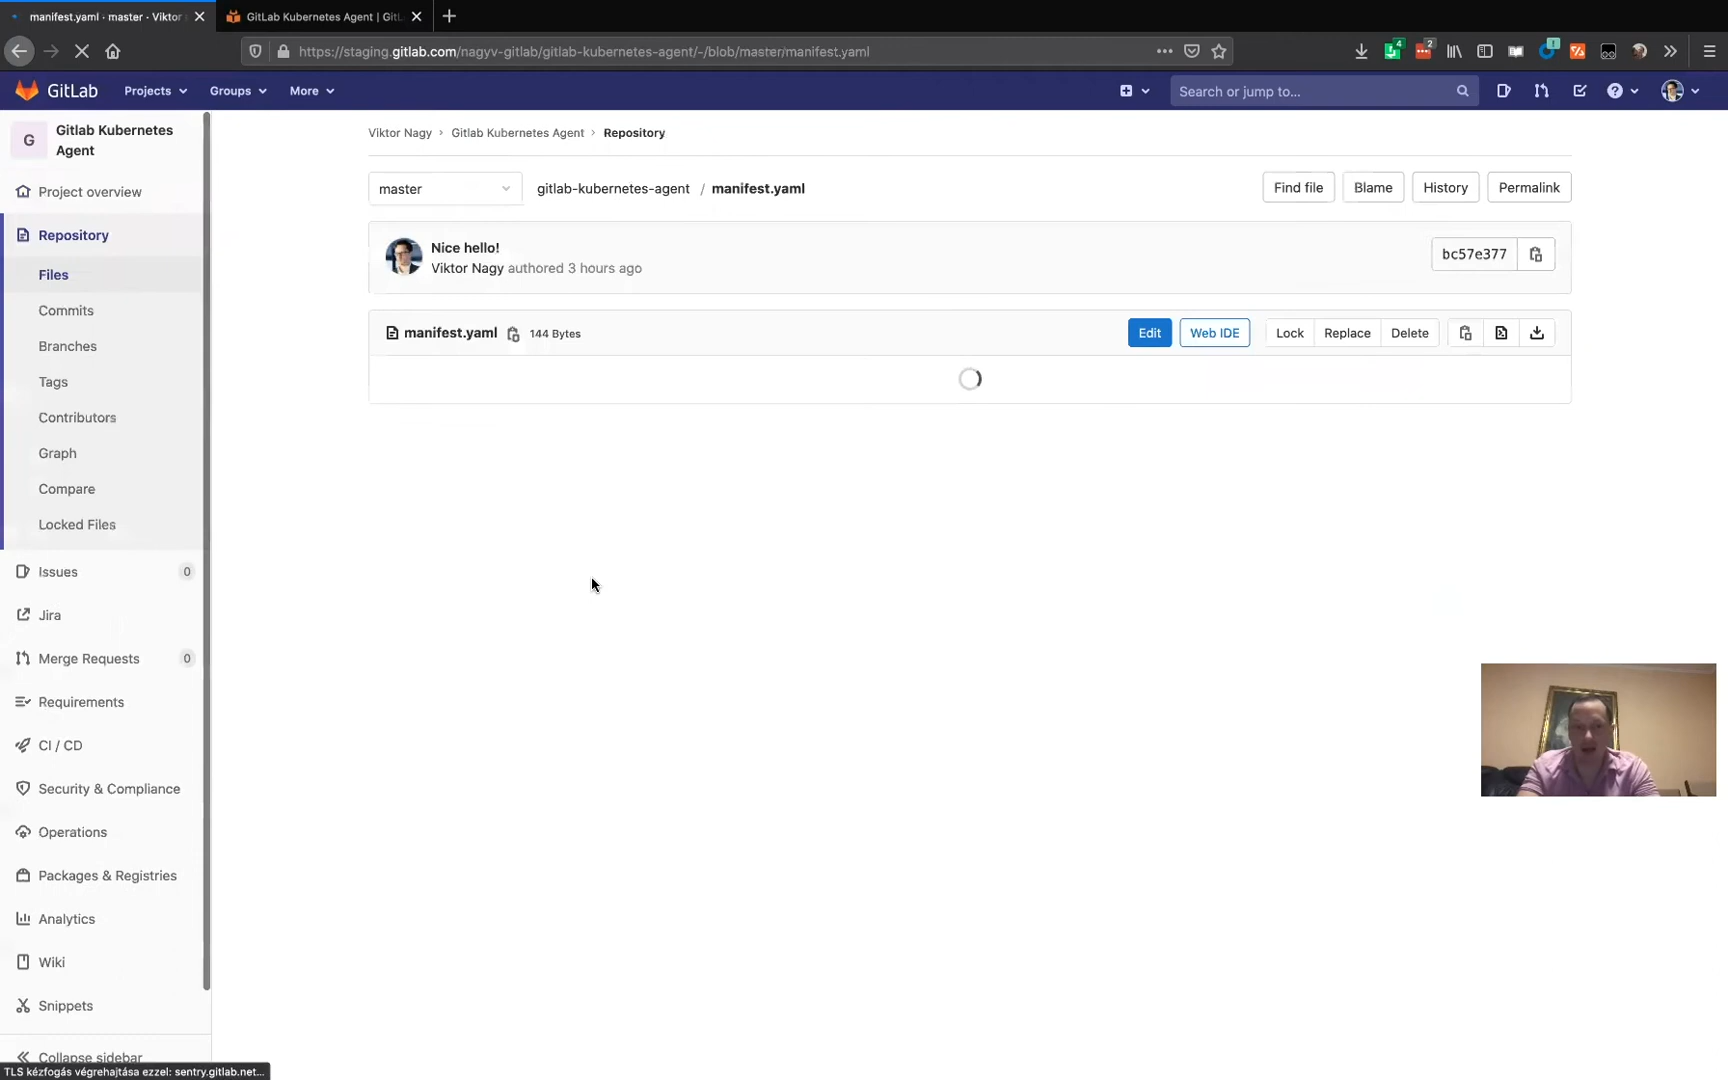 manifest.yaml · master · Viktor
GitLab Kubernetes Agent | GitL
https://staging.gitlab.com/nagyv-gitlab/gitlab-kubernetes-agent/-/blob/master/manifest.yaml
4
2
1
GitLab
Projects
Groups
More
Search or jump to...
G
Gitlab Kubernetes
Agent
Project overview
Repository
Files
Commits
Branches
Tags
Contributors
Graph
Compare
Locked Files
Issues
0
Jira
Merge Requests
0
Requirements
CI / CD
Security & Compliance
Operations
Packages & Registries
Analytics
Wiki
Snippets
Collapse sidebar
TLS kézfogás végrehajtása ezzel: sentry.gitlab.net...
Viktor Nagy › Gitlab Kubernetes Agent › Repository
master
gitlab-kubernetes-agent / manifest.yaml
Find file
Blame
History
Permalink
Nice hello!
Viktor Nagy authored 3 hours ago
bc57e377
manifest.yaml
144 Bytes
Edit
Web IDE
Lock
Replace
Delete